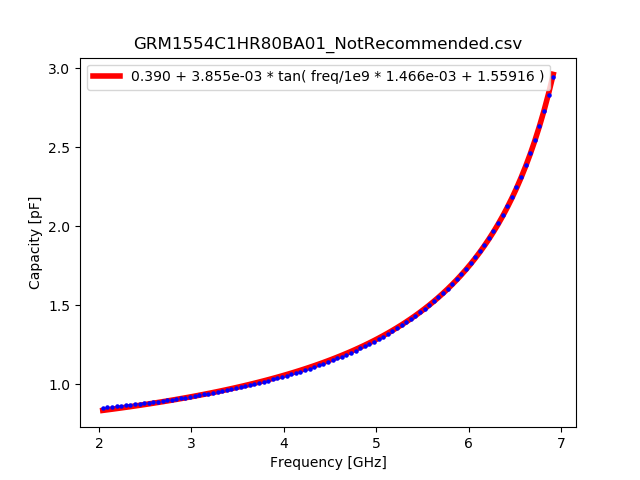 GRM1554C1HR80BA01_NotRecommended.csv
0.390 + 3.855e-03 * tan( freq/1e9 * 1.466e-03 + 1.55916 )
3.0
2.5
2.0
1.5
1.0
Capacity [pF]
2 3 4 5 6 7
Frequency [GHz]